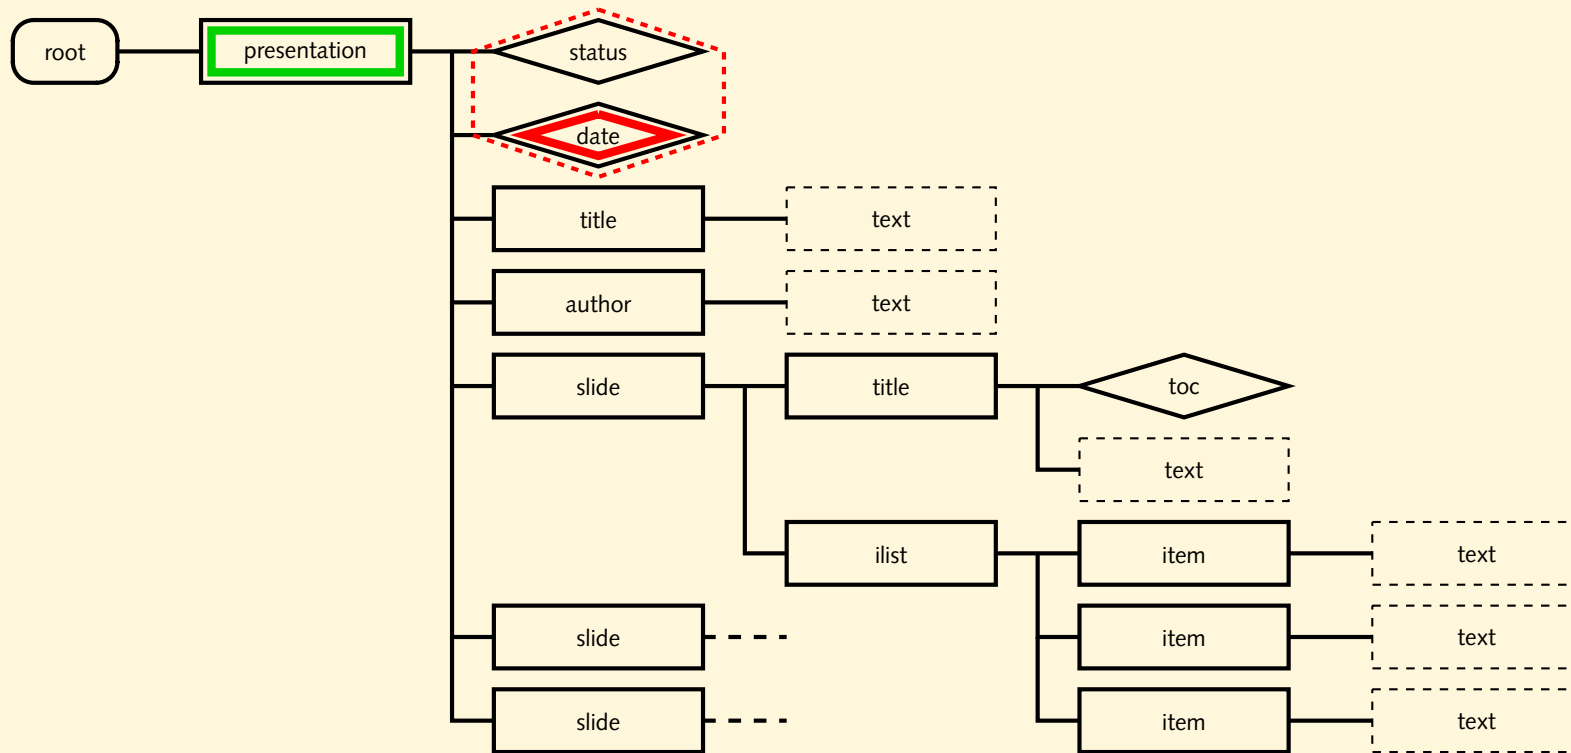 root
presentation
status
date
title
text
author
text
slide
title
toc
text
ilist
item
text
slide
item
text
slide
item
text